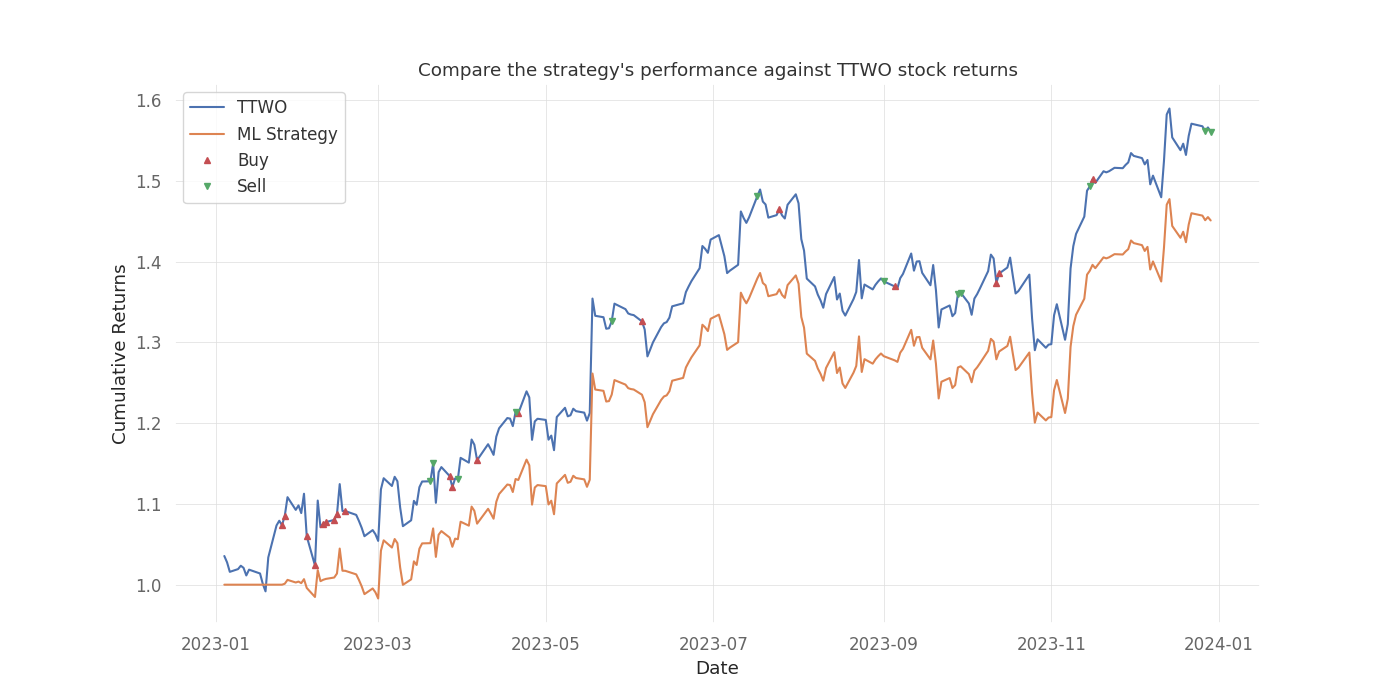 Compare the strategy's performance against TTWO stock returns
TTWO
ML Strategy
Buy
Sell
Cumulative Returns
1.6
1.5
1.4
1.3
1.2
1.1
1.0
2023-01 2023-03 2023-05 2023-07 2023-09 2023-11 2024-01
Date